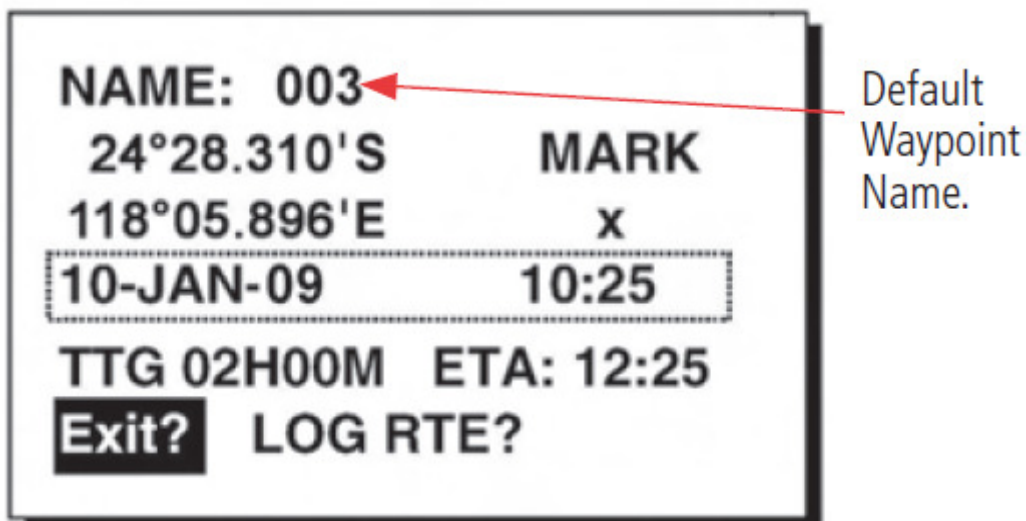 NAME: 003
24°28.310'S MARK
118°05.896'E x
10-JAN-09 10:25
TTG 02H00M ETA: 12:25
Exit? LOG RTE?
Default
Waypoint
Name.